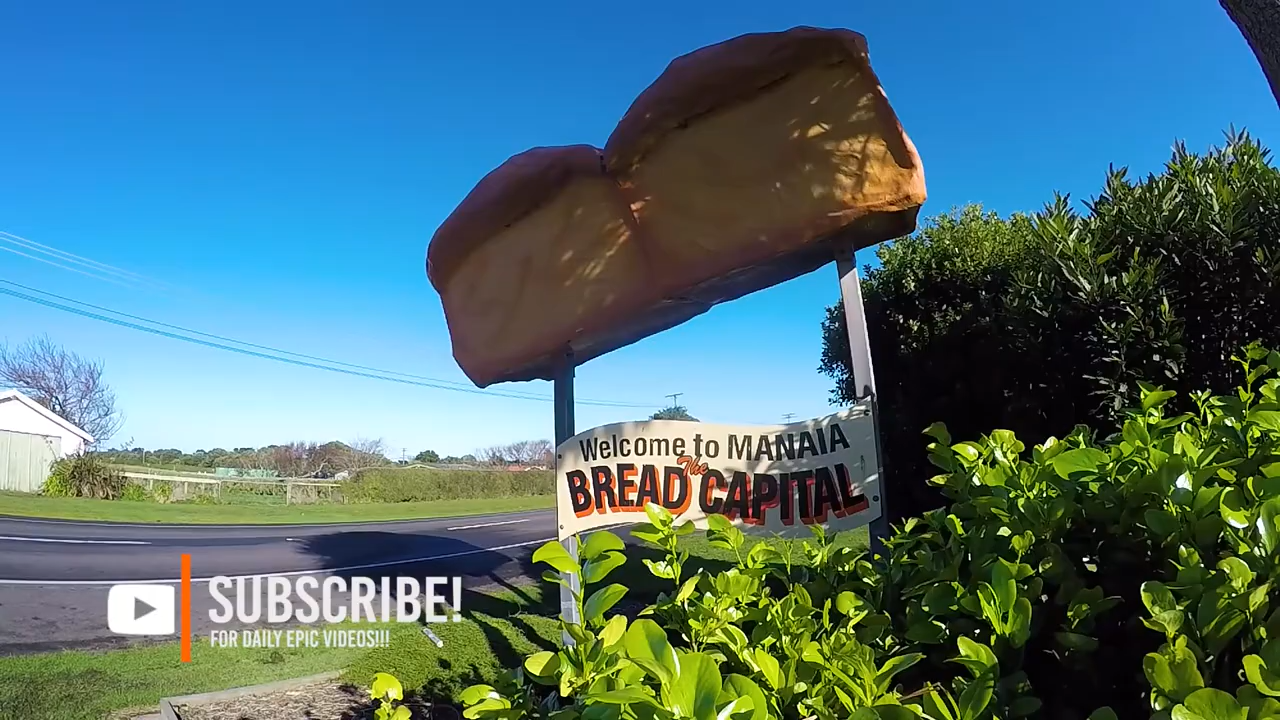 Welcome to MANAIA
The
BREAD CAPITAL
SUBSCRIBE!
FOR DAILY EPIC VIDEOS!!!